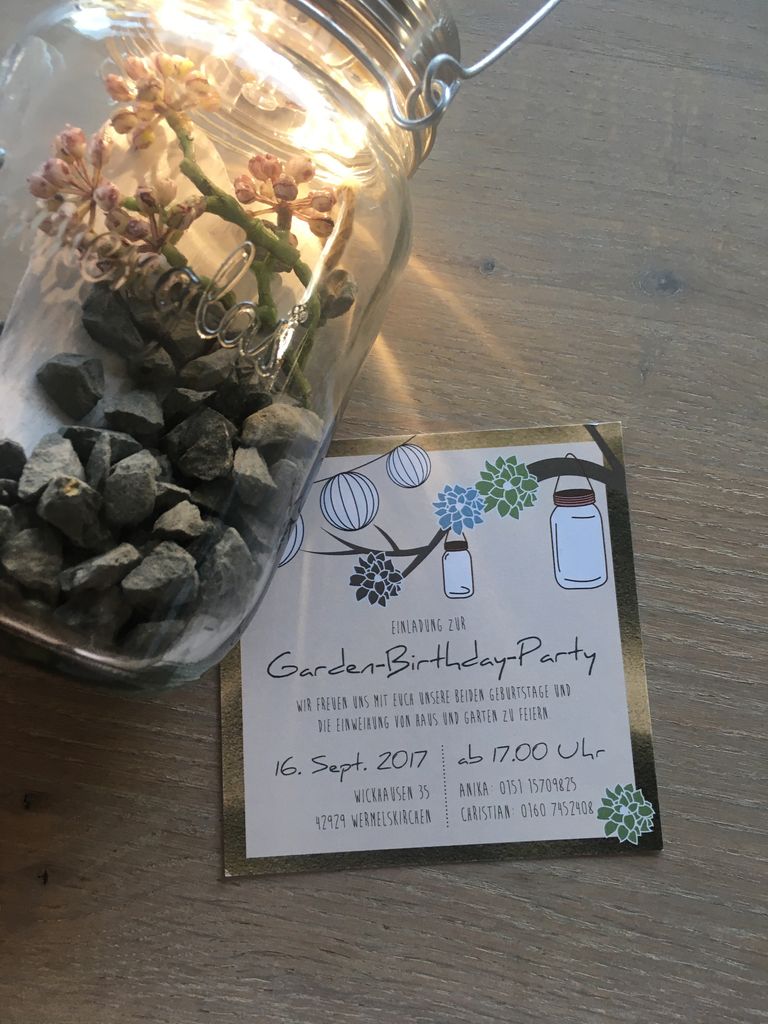 EINLADUNG ZUR
Garden-Birthday-Party
WIR FREUEN UNS MIT EUCH UNSERE BEIDEN GEBURTSTAGE UND
DIE EINWEIHUNG VON HAUS UND GARTEN ZU FEIERN
16. Sept. 2017
WICKHAUSEN 35
42929 WERMELSKIRCHEN
ab 17.00 Uhr
ANIKA: 0151 15709825
CHRISTIAN: 0160 7452408